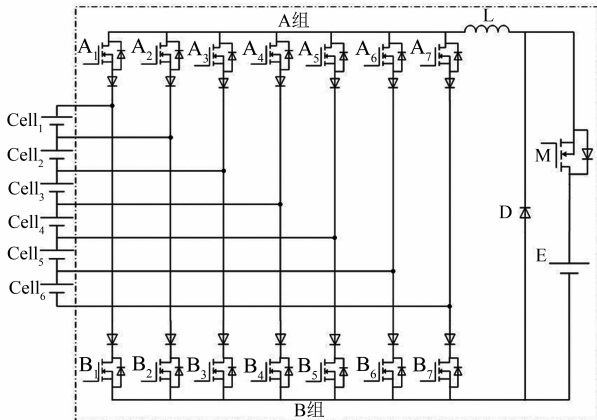 A组
L
A₁ A₂ A₃ A₄ A₅ A₆ A₇
Cell₁
Cell₂
Cell₃
Cell₄
Cell₅
Cell₆
M
D
E
B₁ B₂ B₃ B₄ B₅ B₆ B₇
B组